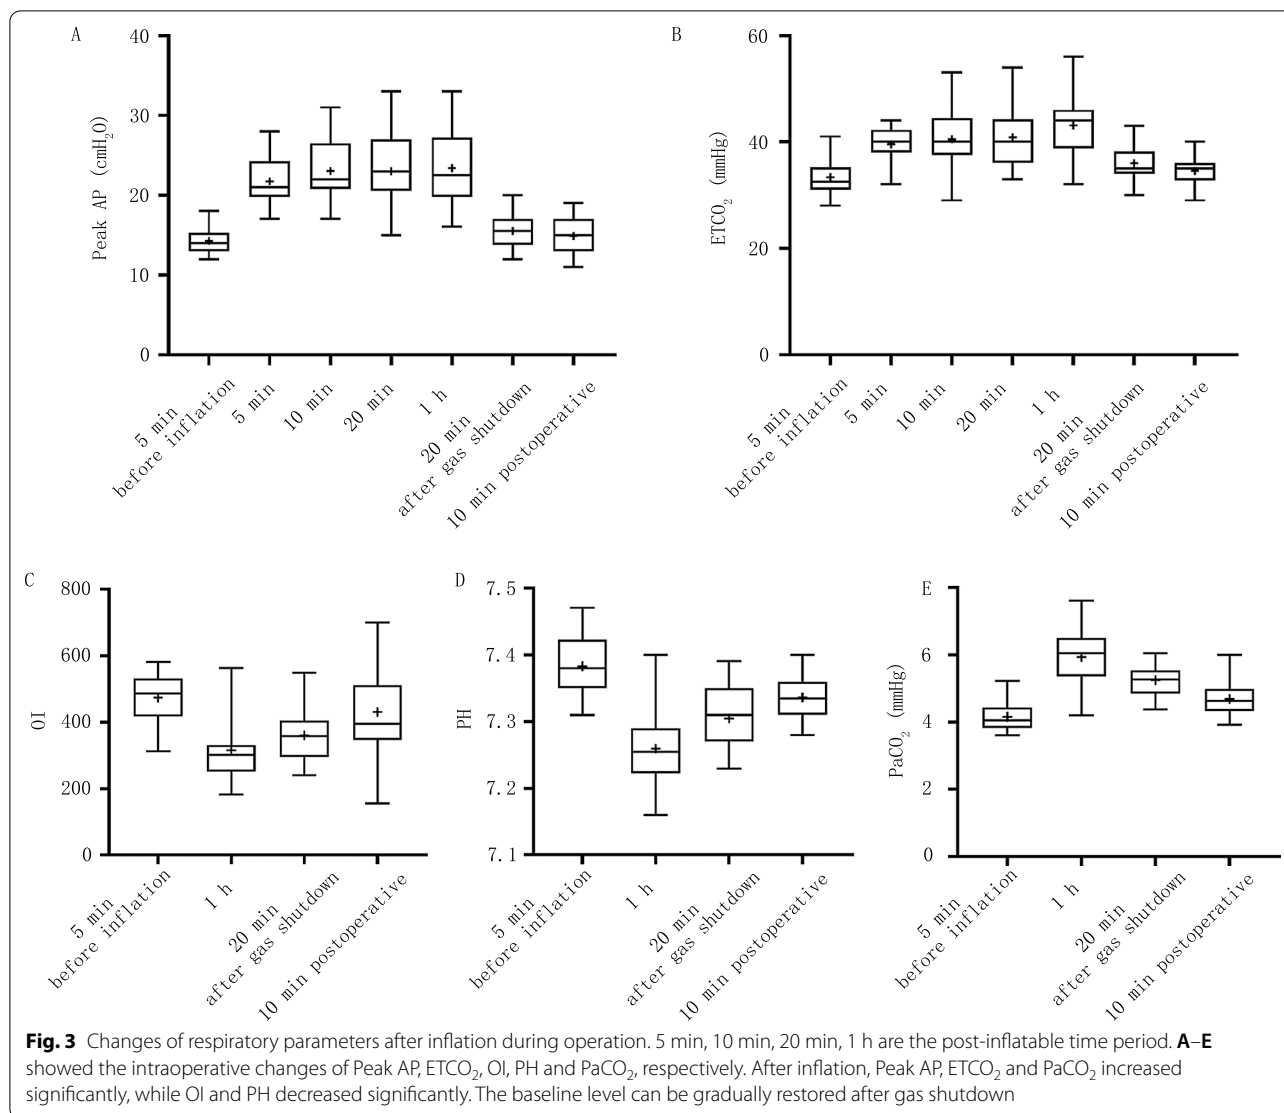 A
40
30
20
10
0
Peak AP (cmH₂O)
5 min
before inflation
5 min
10 min
20 min
1 h
20 min
after gas shutdown
10 min postoperative
B
60
40
20
0
ETCO₂ (mmHg)
5 min
before inflation
5 min
10 min
20 min
1 h
20 min
after gas shutdown
10 min postoperative
C
800
600
400
200
0
OI
5 min
before inflation
1 h
20 min
after gas shutdown
10 min postoperative
D
7.5
7.4
7.3
7.2
7.1
PH
5 min
before inflation
1 h
20 min
after gas shutdown
10 min postoperative
E
8
6
4
2
0
PaCO₂ (mmHg)
5 min
before inflation
1 h
20 min
after gas shutdown
10 min postoperative
Fig. 3 Changes of respiratory parameters after inflation during operation. 5 min, 10 min, 20 min, 1 h are the post-inflatable time period. A–E
showed the intraoperative changes of Peak AP, ETCO₂, OI, PH and PaCO₂, respectively. After inflation, Peak AP, ETCO₂ and PaCO₂ increased
significantly, while OI and PH decreased significantly. The baseline level can be gradually restored after gas shutdown